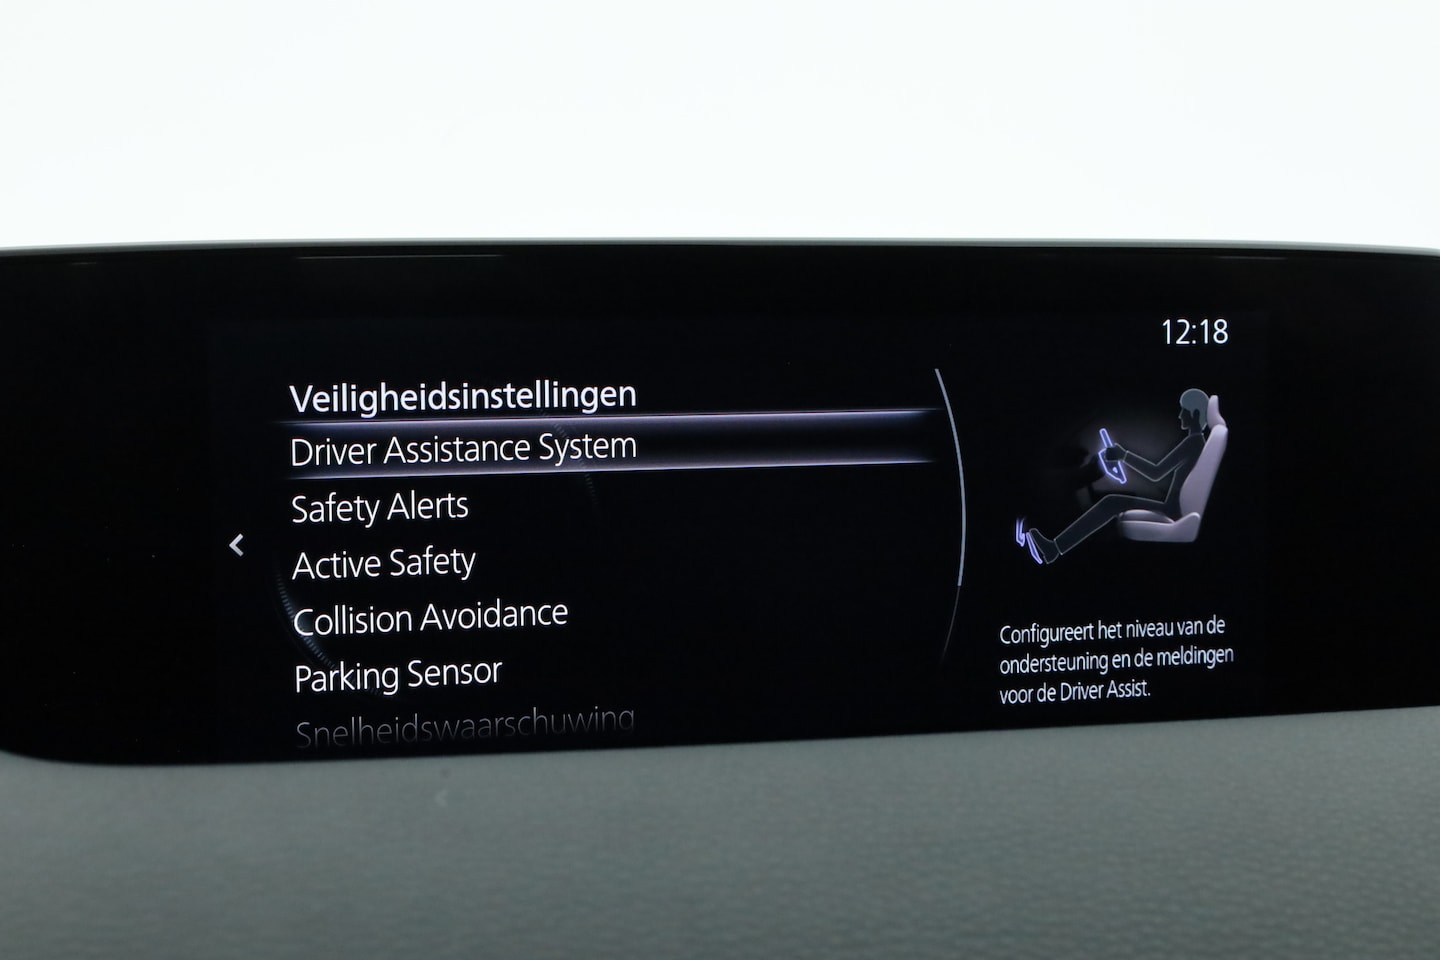 12:18
Veiligheidsinstellingen
Driver Assistance System
Safety Alerts
Active Safety
Collision Avoidance
Parking Sensor
Snelheidswaarschuwing
Configureert het niveau van de
ondersteuning en de meldingen
voor de Driver Assist.